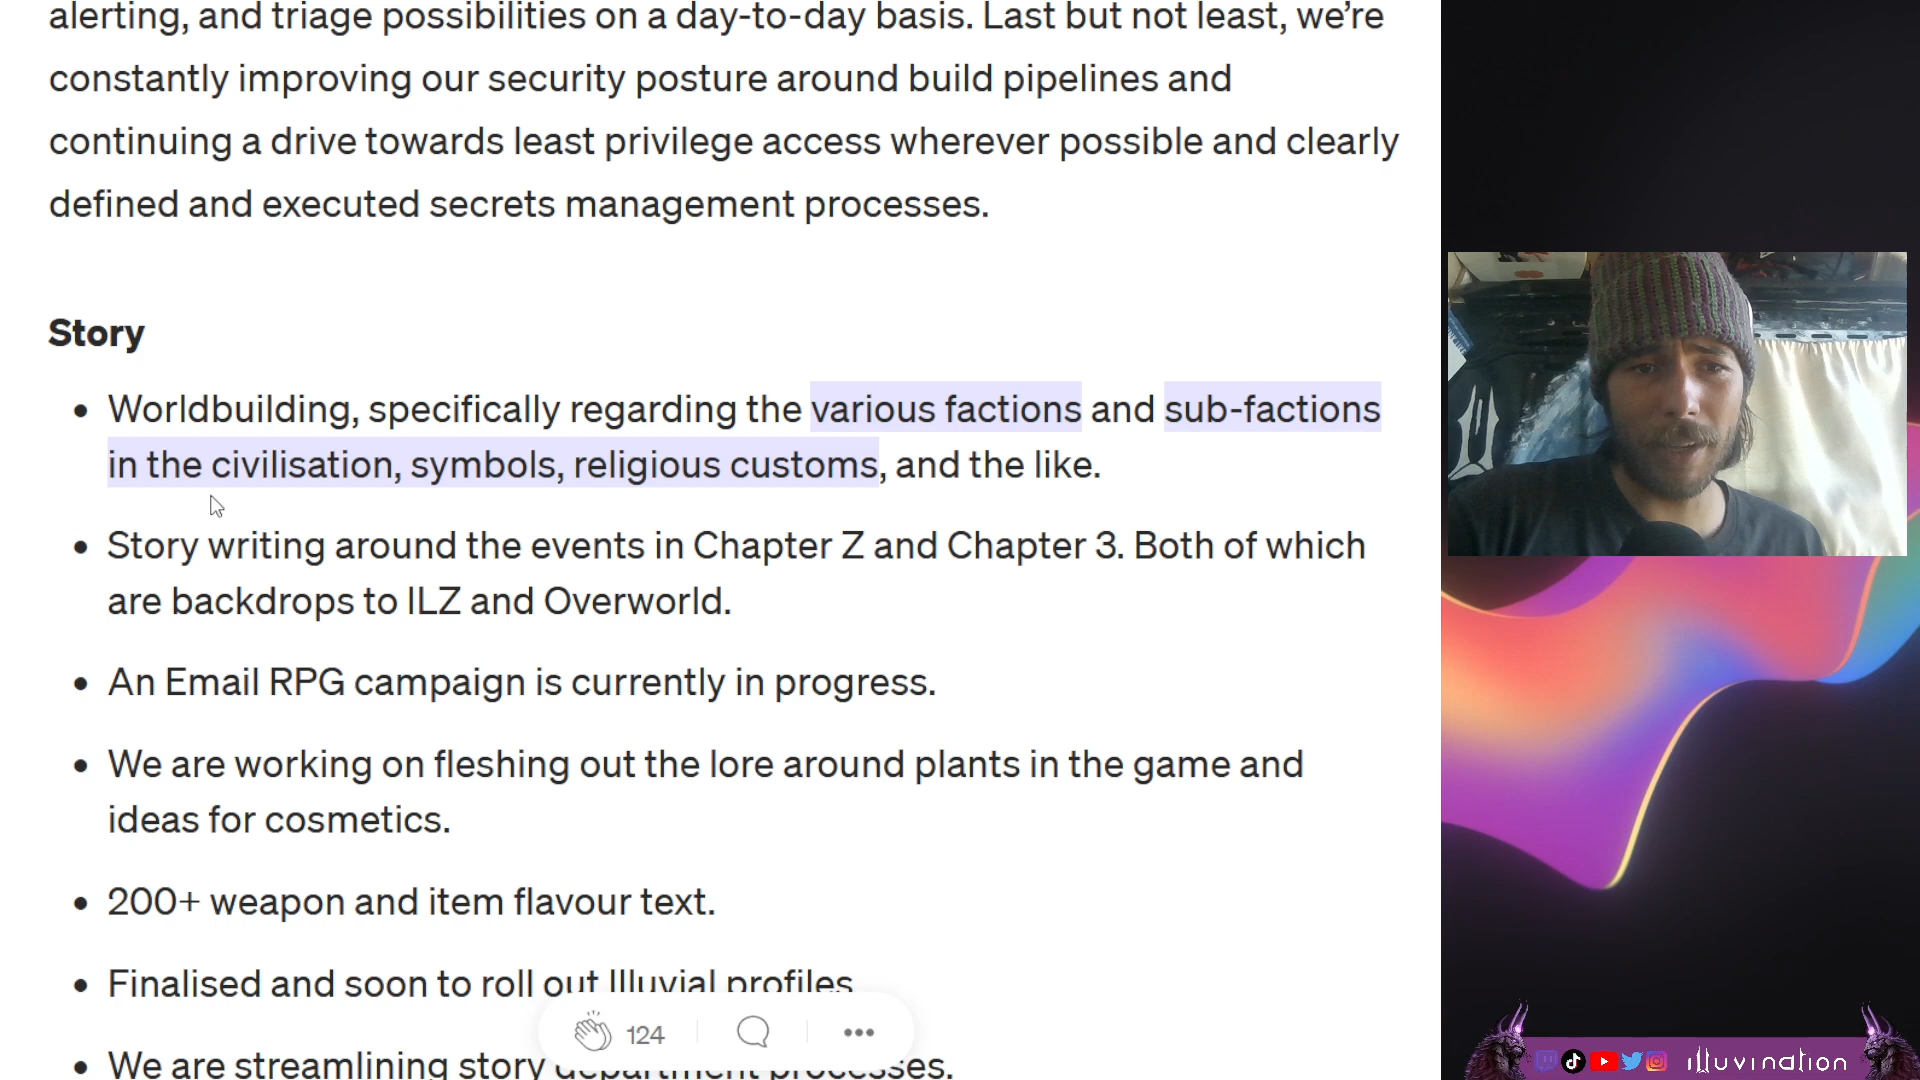 alerting, and triage possibilities on a day-to-day basis. Last but not least, we’re
constantly improving our security posture around build pipelines and
continuing a drive towards least privilege access wherever possible and clearly
defined and executed secrets management processes.
Story
• Worldbuilding, specifically regarding the various factions and sub-factions
in the civilisation, symbols, religious customs, and the like.
• Story writing around the events in Chapter Z and Chapter 3. Both of which
are backdrops to ILZ and Overworld.
• An Email RPG campaign is currently in progress.
• We are working on fleshing out the lore around plants in the game and
ideas for cosmetics.
• 200+ weapon and item flavour text.
• Finalised and soon to roll out Illuvial profiles
124
• We are streamlining story department processes.
illuvination